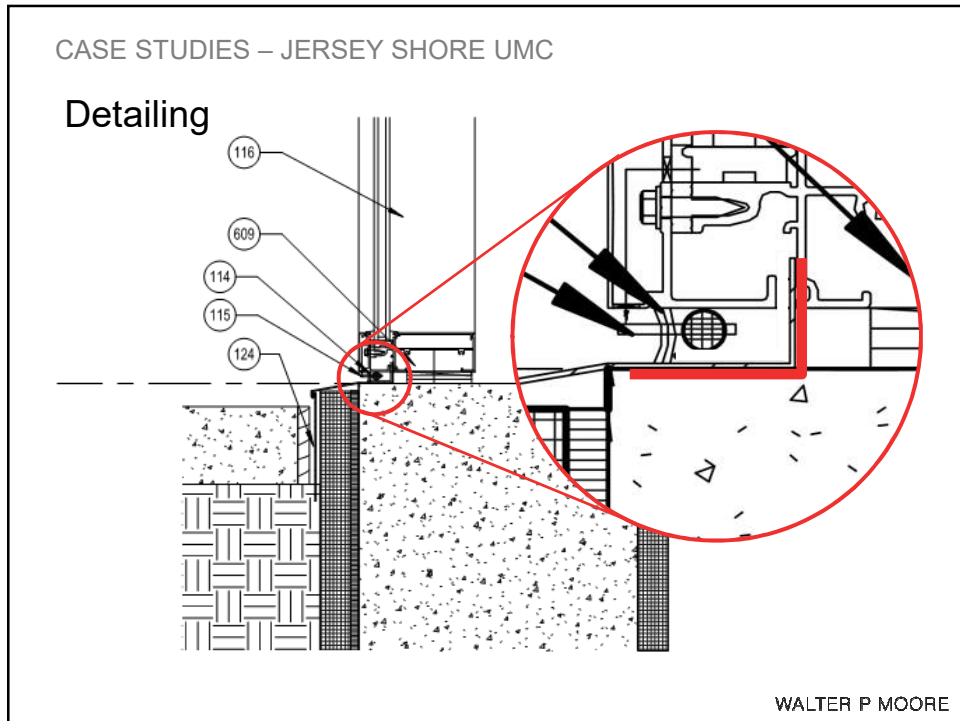 CASE STUDIES – JERSEY SHORE UMC
Detailing
116
609
114
115
124
WALTER P MOORE